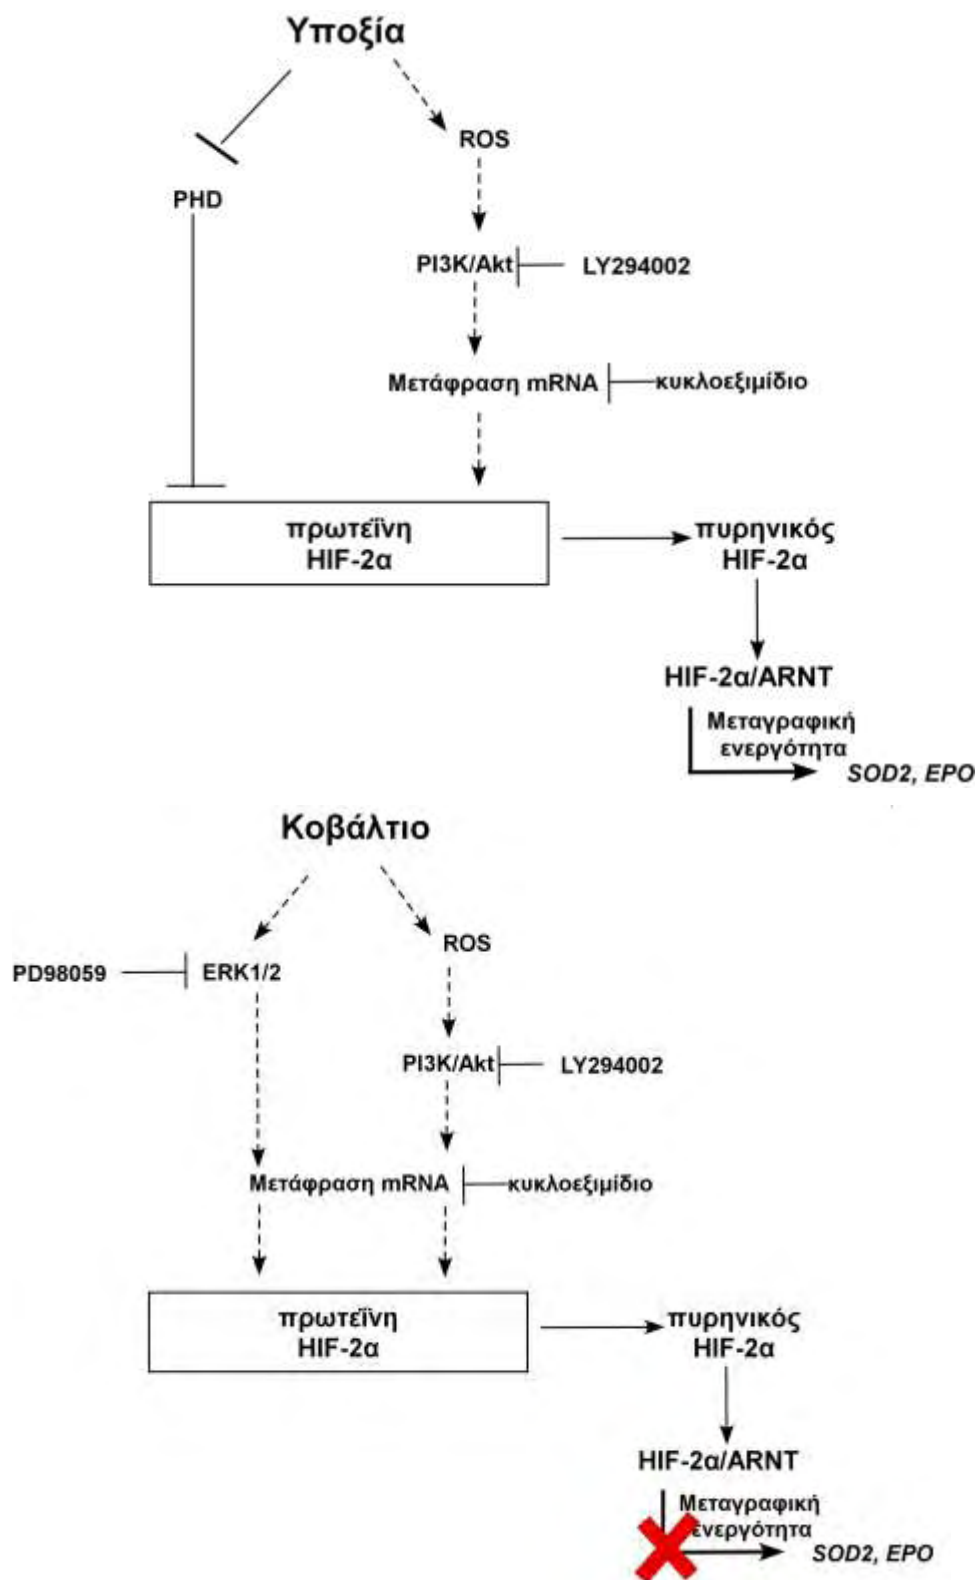 Υποξία
ROS
PHD
PI3K/Akt
LY294002
Μετάφραση mRNA
κυκλοεξιμίδιο
πρωτεΐνη
HIF-2α
πυρηνικός
HIF-2α
HIF-2α/ARNT
Μεταγραφική
ενεργότητα
SOD2, EPO
Κοβάλτιο
ROS
PD98059
ERK1/2
PI3K/Akt
LY294002
Μετάφραση mRNA
κυκλοεξιμίδιο
πρωτεΐνη
HIF-2α
πυρηνικός
HIF-2α
HIF-2α/ARNT
Μεταγραφική
ενεργότητα
SOD2, EPO